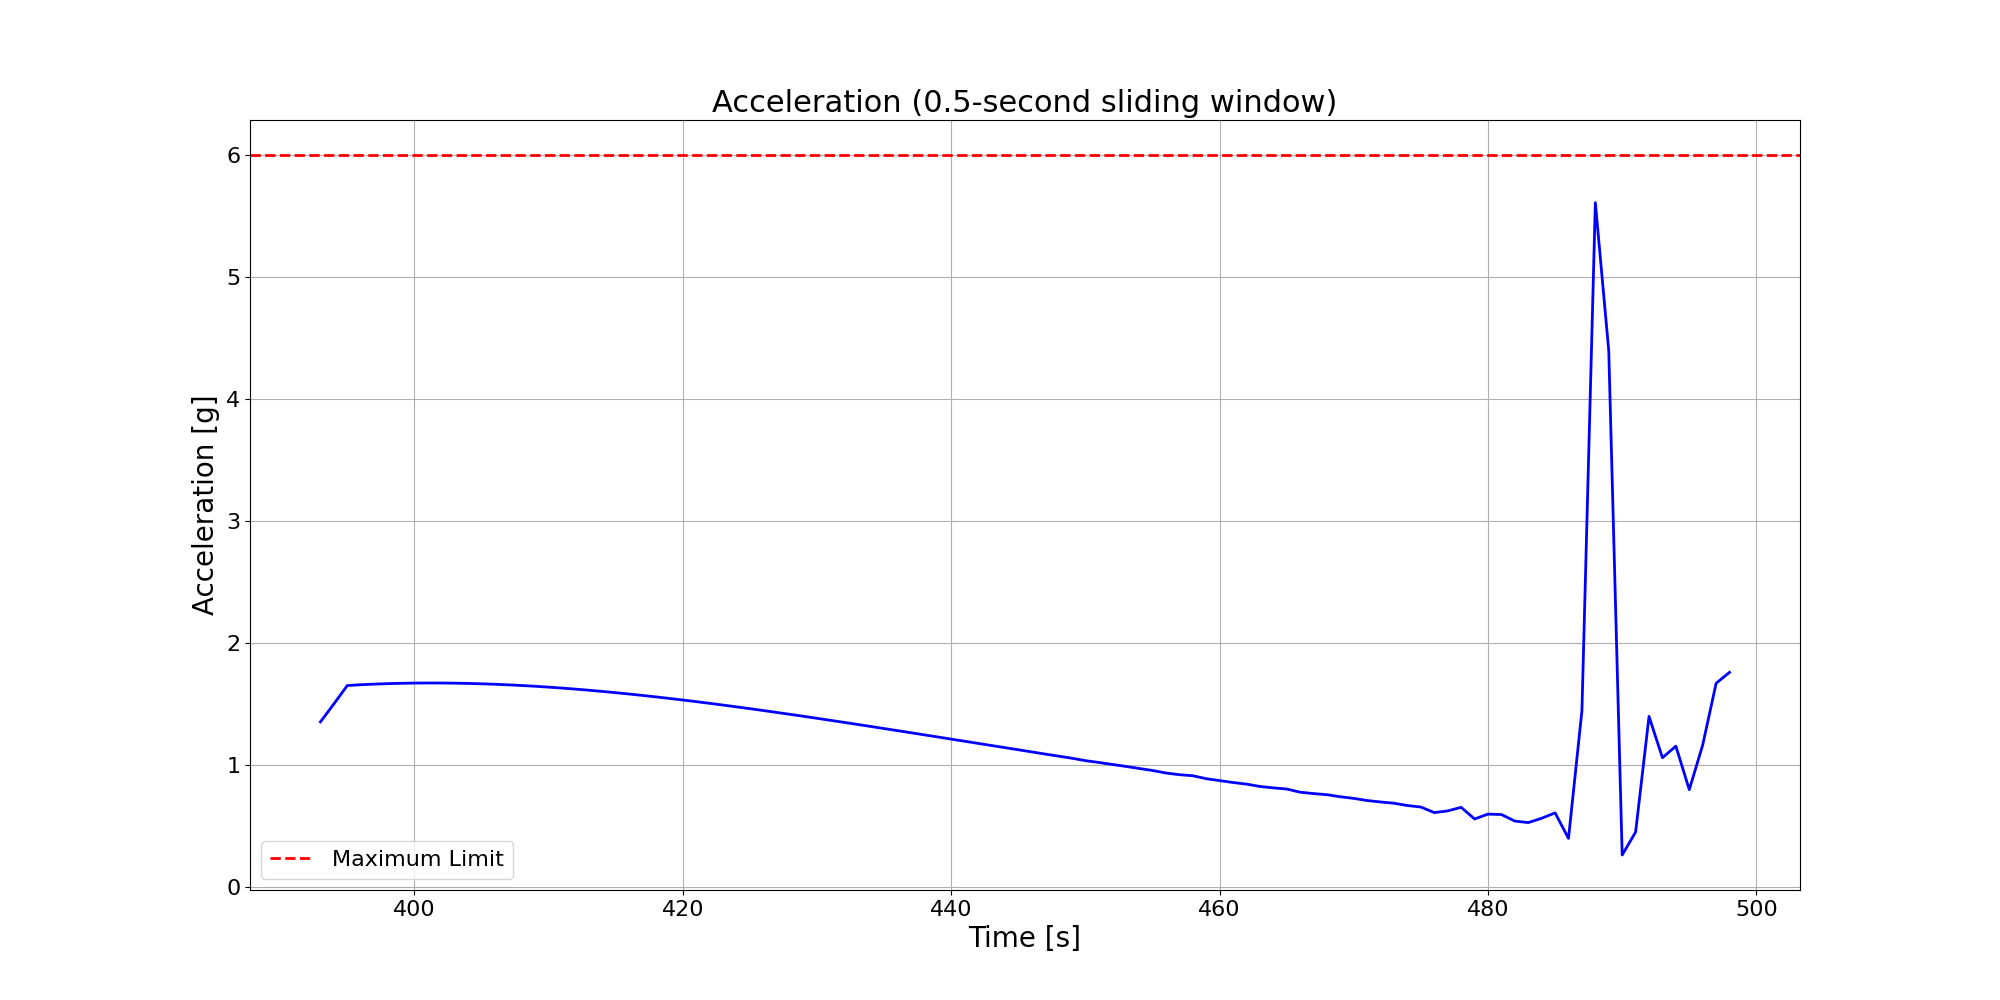 Acceleration (0.5-second sliding window)
Acceleration [g]
6
5
4
3
2
1
0
Maximum Limit
400 420 440 460 480 500
Time [s]